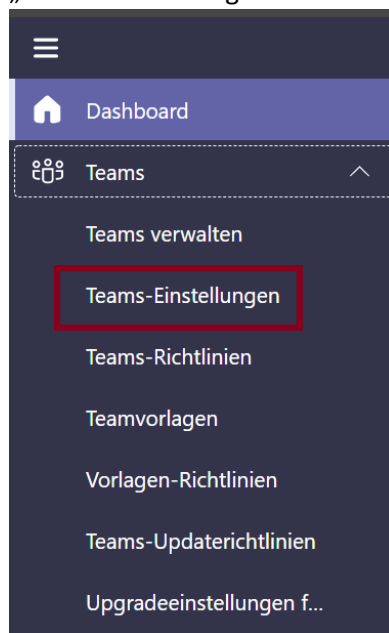 Dashboard
Teams
Teams verwalten
Teams-Einstellungen
Teams-Richtlinien
Teamvorlagen
Vorlagen-Richtlinien
Teams-Updaterichtlinien
Upgradeeinstellungen f...